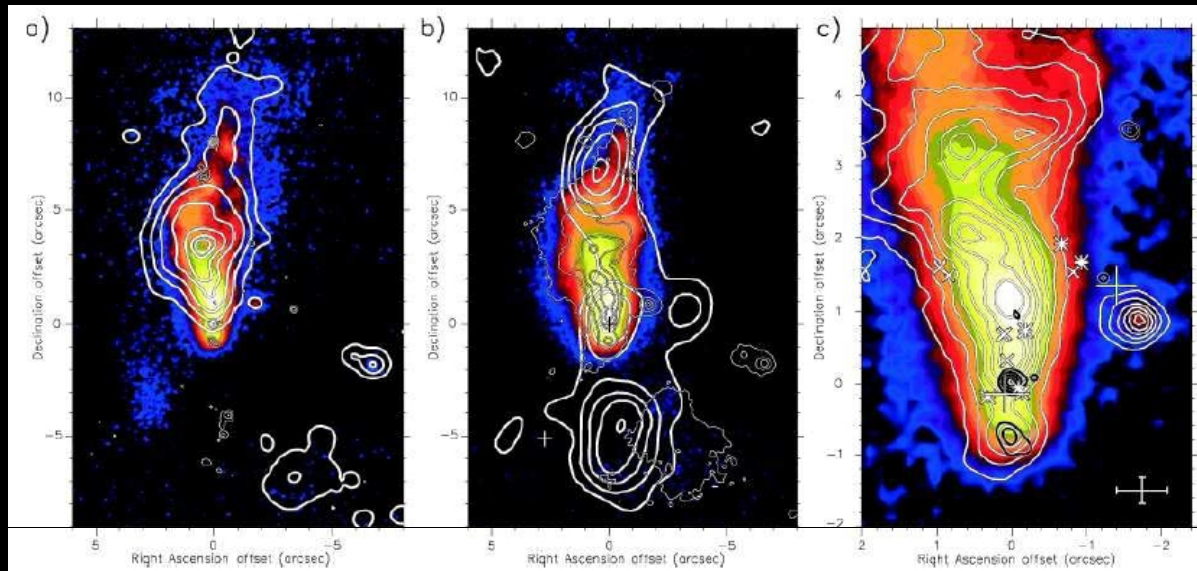 a)
Declination offset (arcsec)
10
5
0
-5
5
0
-5
Right Ascension offset (arcsec)
b)
Declination offset (arcsec)
10
5
0
-5
5
0
-5
Right Ascension offset (arcsec)
c)
Declination offset (arcsec)
4
3
2
1
0
-1
-2
2
1
0
-1
-2
Right Ascension offset (arcsec)